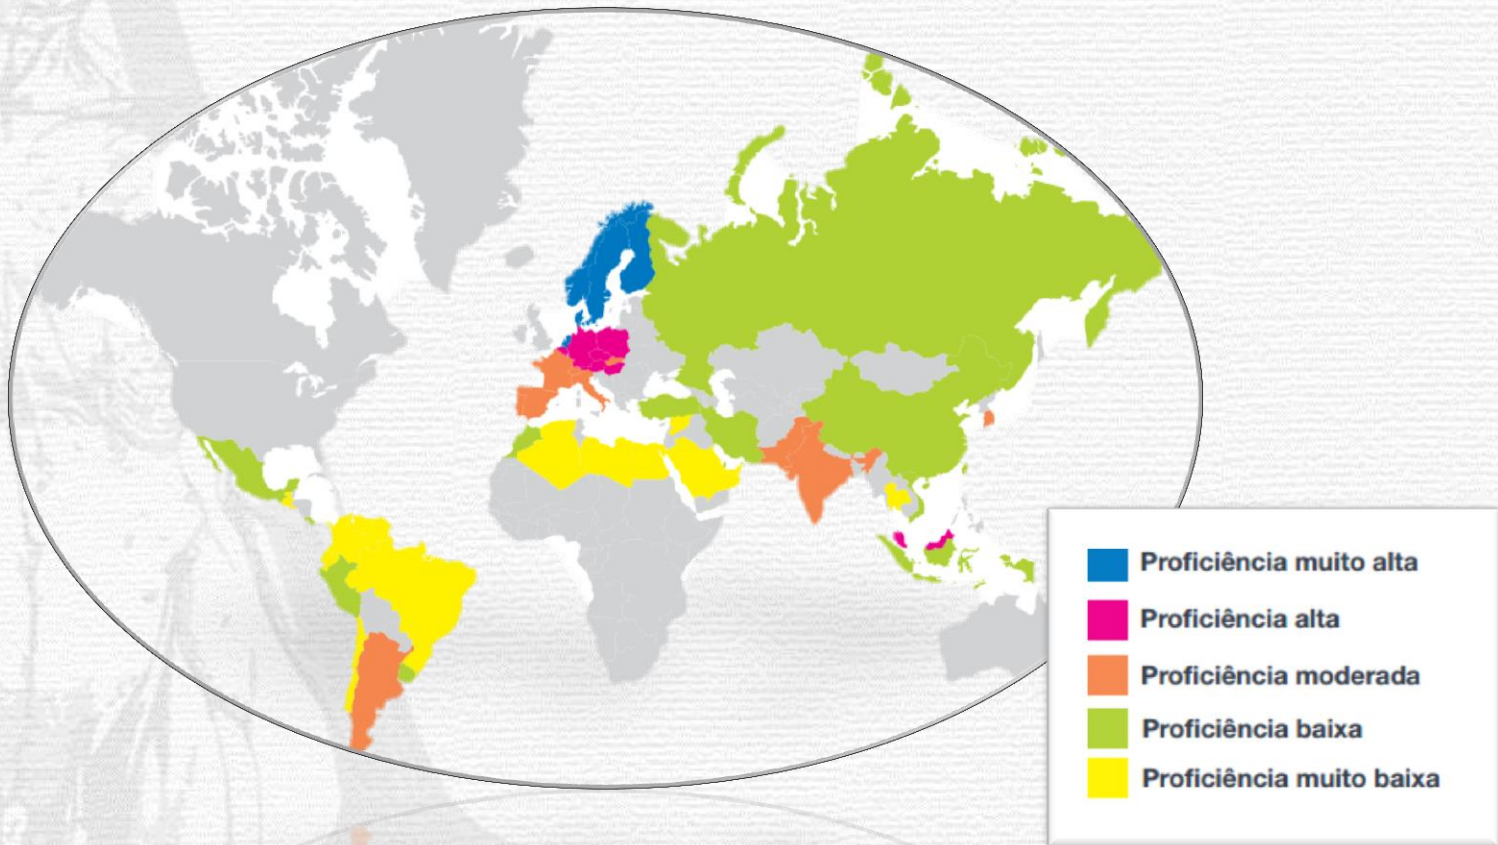 Proficiência muito alta
Proficiência alta
Proficiência moderada
Proficiência baixa
Proficiência muito baixa